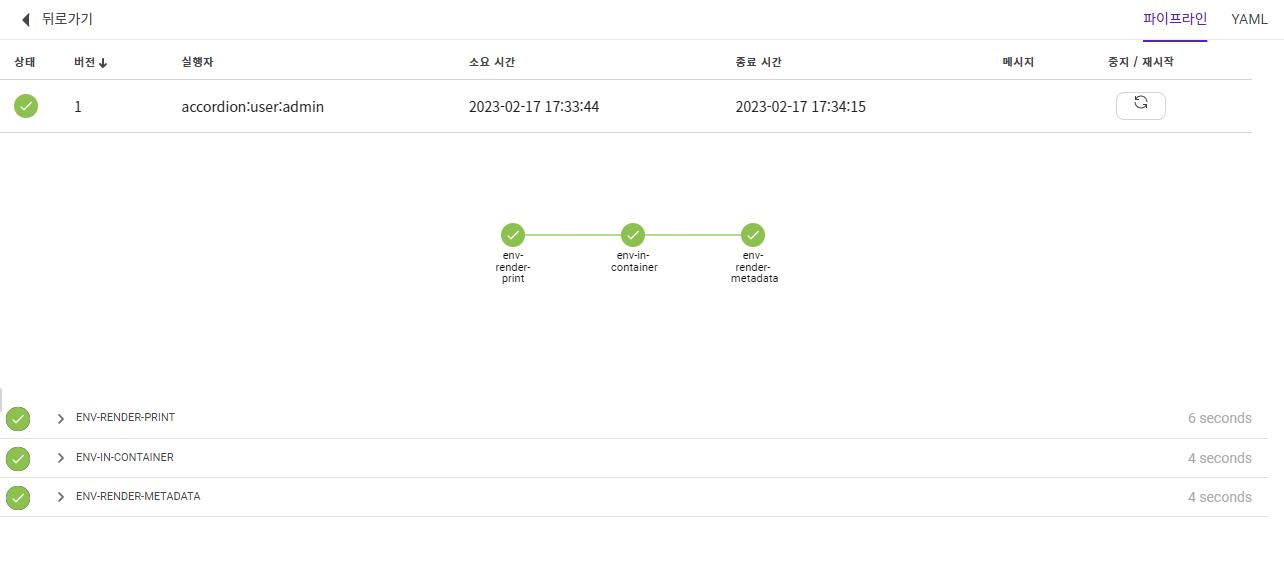 뒤로가기
파이프라인 YAML
상태 버전 실행자 소요 시간 종료 시간 메시지 중지 / 재시작
1 accordion:user:admin 2023-02-17 17:33:44 2023-02-17 17:34:15
env-
render-
print
env-in-
container
env-
render-
metadata
ENV-RENDER-PRINT 6 seconds
ENV-IN-CONTAINER 4 seconds
ENV-RENDER-METADATA 4 seconds